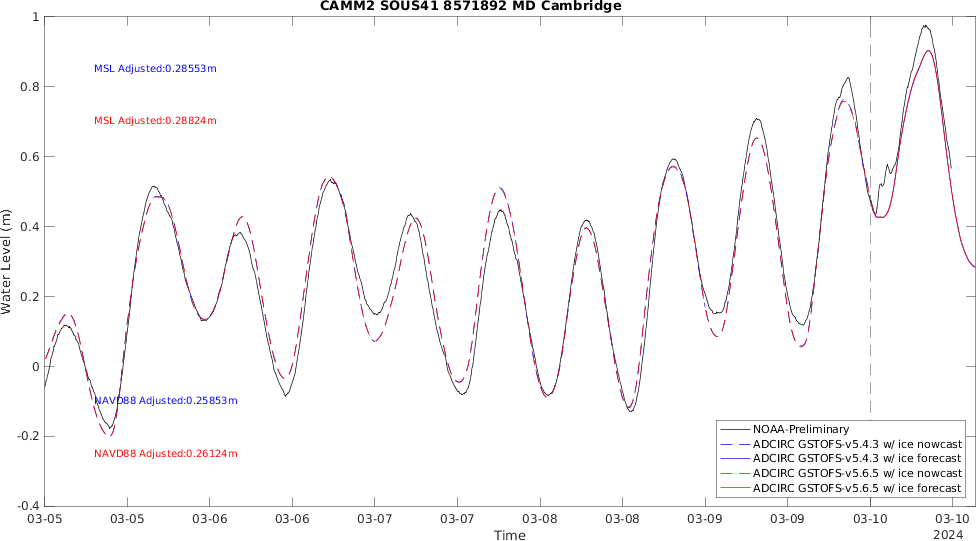 CAMM2 SOUS41 8571892 MD Cambridge
1
0.8
0.6
0.4
0.2
0
-0.2
-0.4
Water Level (m)
MSL Adjusted:0.28553m
MSL Adjusted:0.28824m
NAVD88 Adjusted:0.25853m
NAVD88 Adjusted:0.26124m
NOAA-Preliminary
ADCIRC GSTOFS-v5.4.3 w/ ice nowcast
ADCIRC GSTOFS-v5.4.3 w/ ice forecast
ADCIRC GSTOFS-v5.6.5 w/ ice nowcast
ADCIRC GSTOFS-v5.6.5 w/ ice forecast
03-05 03-05 03-06 03-06 03-07 03-07 03-08 03-08 03-09 03-09 03-10 03-10
2024
Time